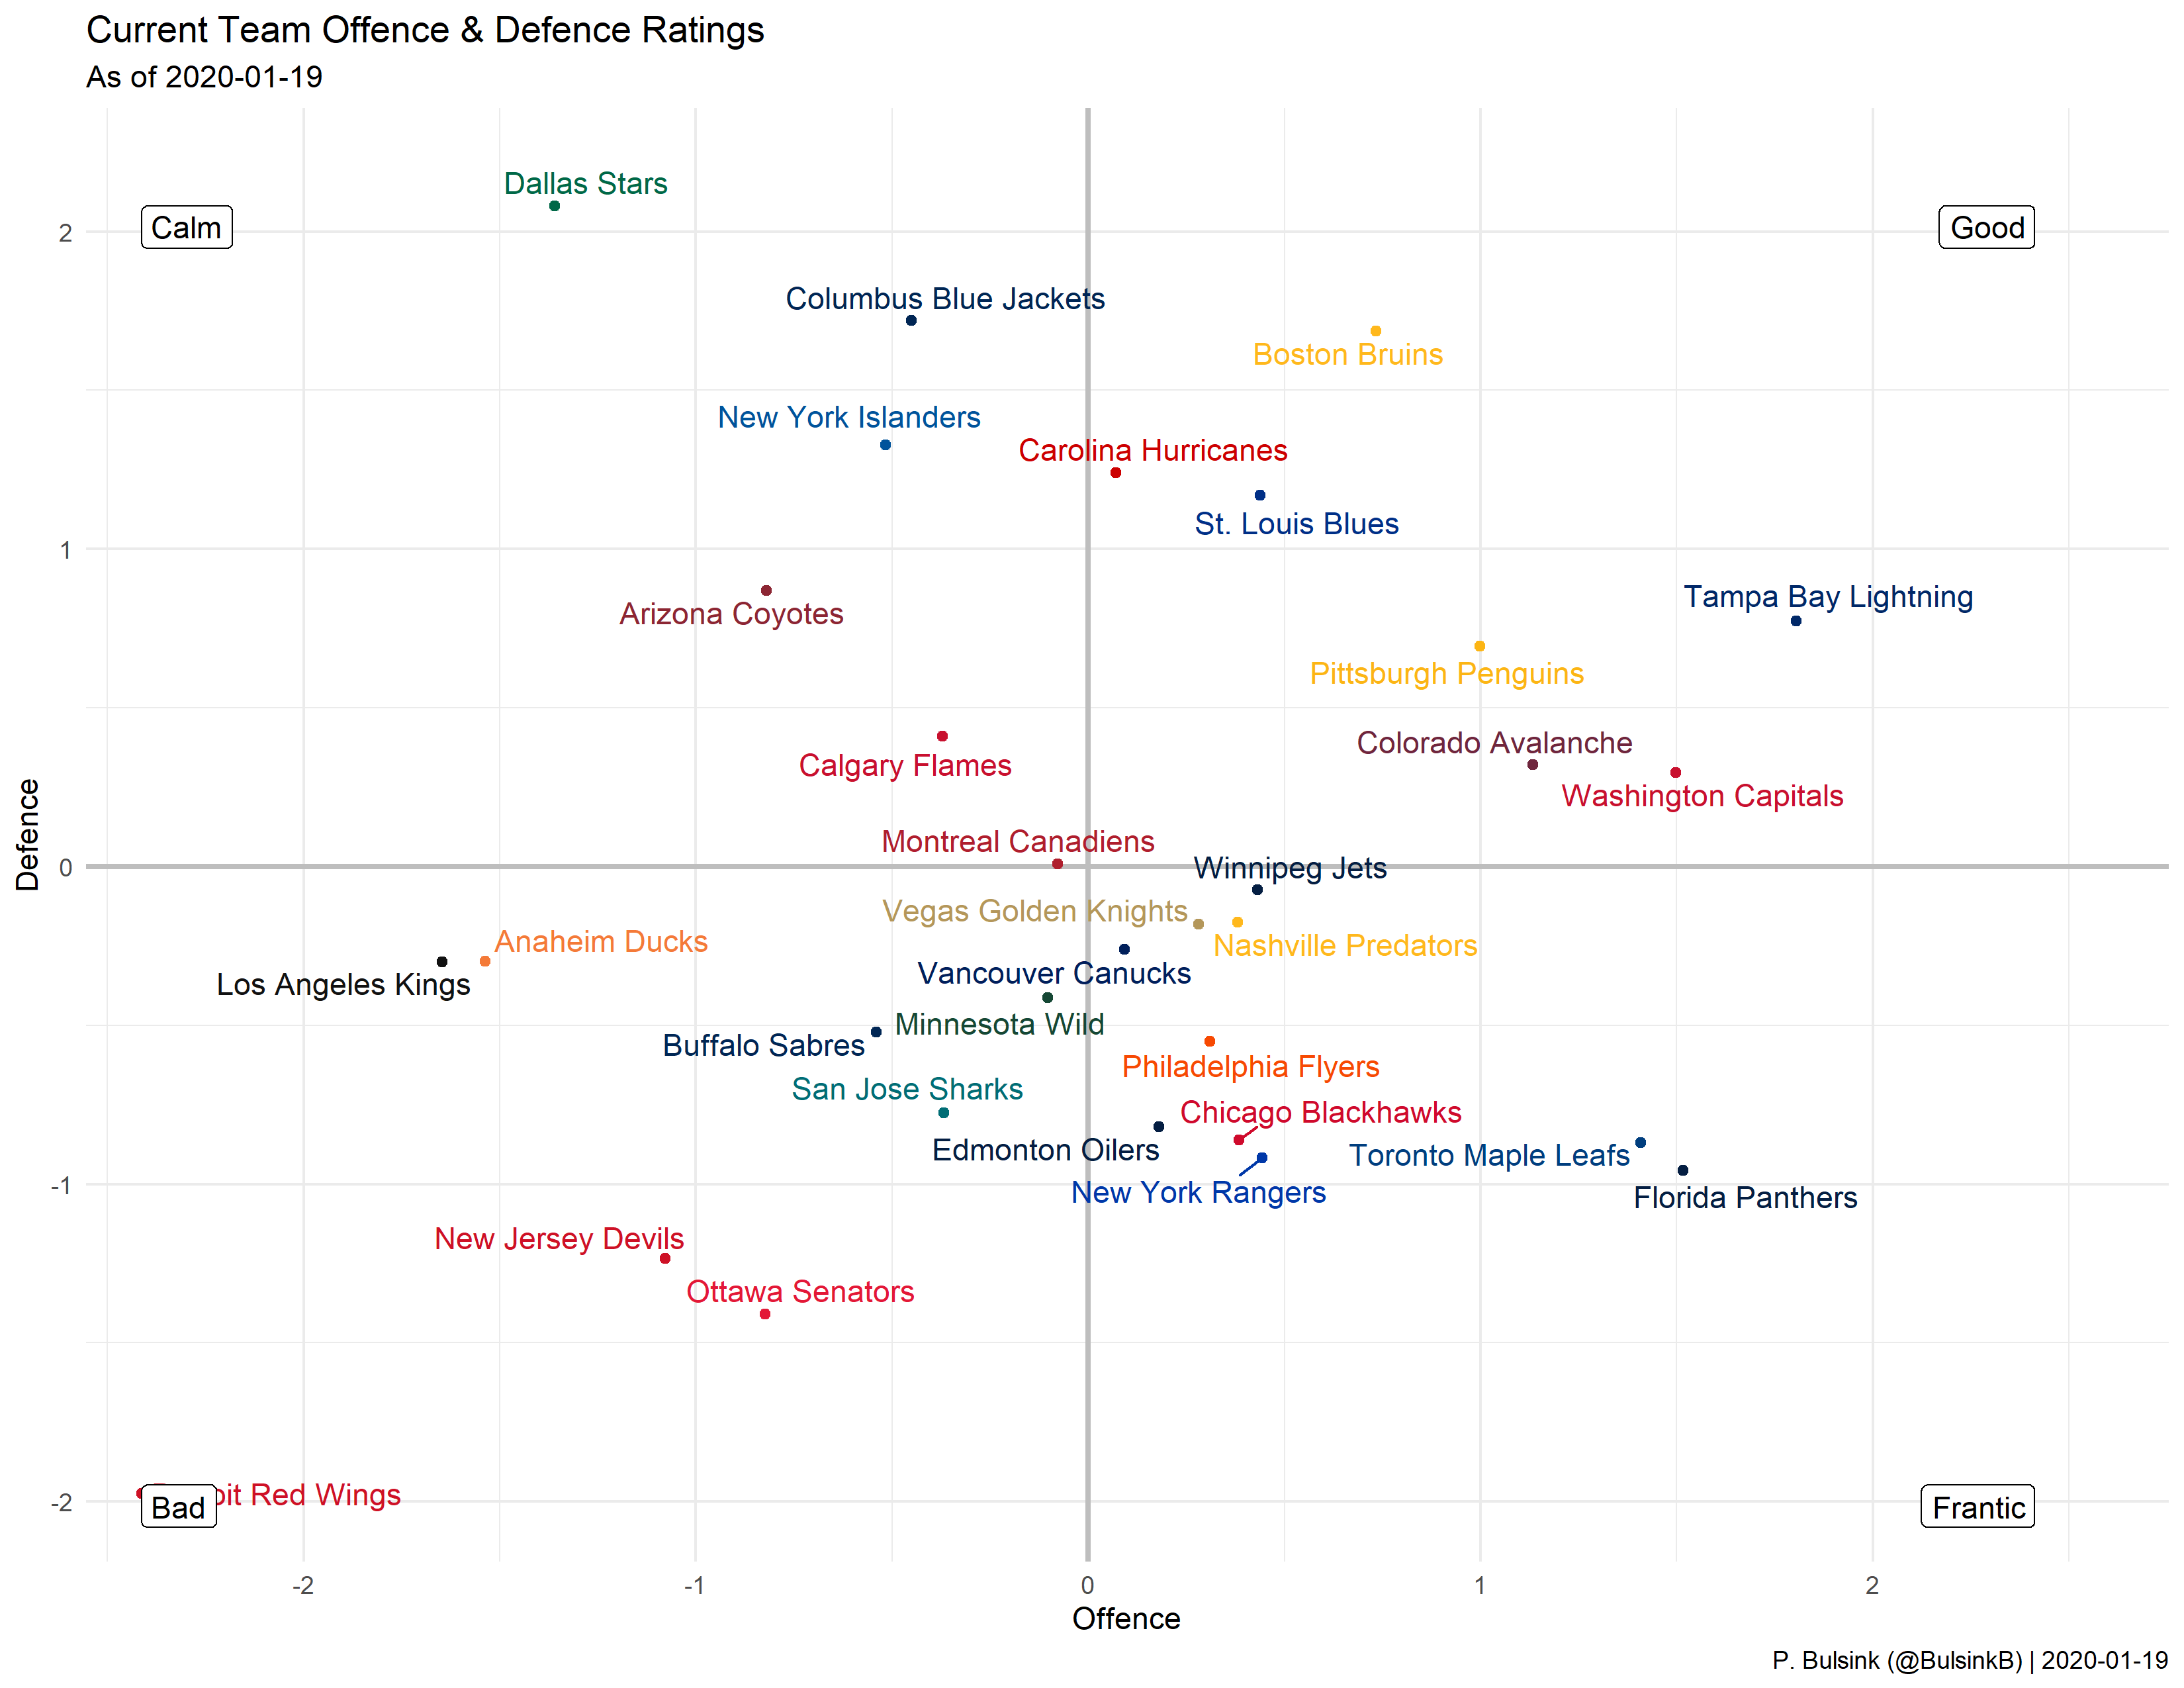 Current Team Offence & Defence Ratings
As of 2020-01-19
Dallas Stars
Calm
Good
2
Columbus Blue Jackets
Boston Bruins
New York Islanders
Carolina Hurricanes
St. Louis Blues
1
Tampa Bay Lightning
Arizona Coyotes
Pittsburgh Penguins
Colorado Avalanche
Calgary Flames
Washington Capitals
Defence
Montreal Canadiens
0
Winnipeg Jets
Vegas Golden Knights
Anaheim Ducks
Nashville Predators
Vancouver Canucks
Los Angeles Kings
Minnesota Wild
Buffalo Sabres
Philadelphia Flyers
San Jose Sharks
Chicago Blackhawks
Edmonton Oilers
Toronto Maple Leafs
-1
New York Rangers
Florida Panthers
New Jersey Devils
Ottawa Senators
Red Wings
-2
Bad
Frantic
-2
-1
0
1
2
Offence
P. Bulsink (@BulsinkB) | 2020-01-19